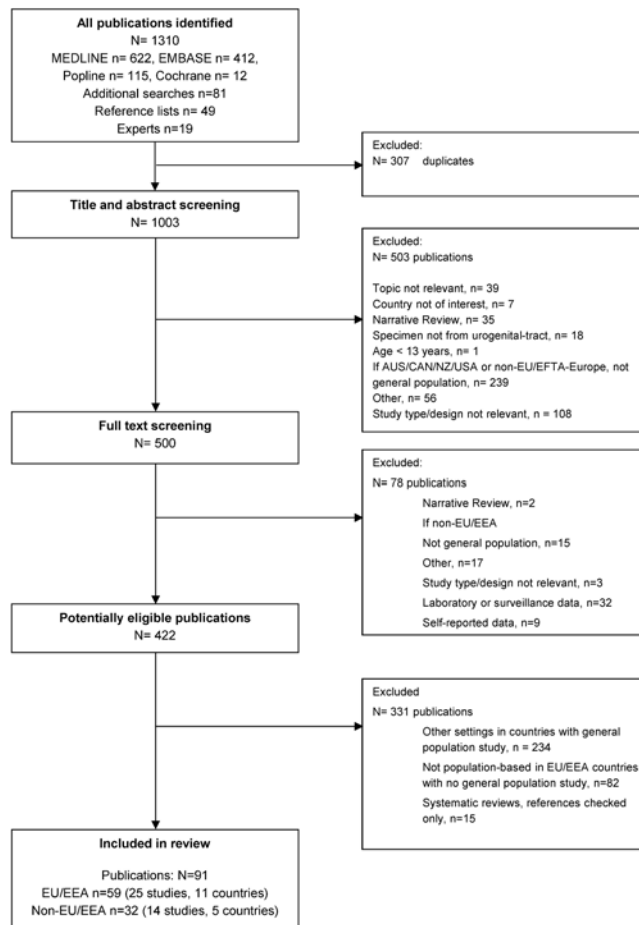 All publications identified
N= 1310
MEDLINE n= 622, EMBASE n= 412,
Popline n= 115, Cochrane n= 12
Additional searches n=81
Reference lists n= 49
Experts n=19
Excluded:
N= 307 duplicates
Title and abstract screening
N= 1003
Excluded:
N= 503 publications
Topic not relevant, n= 39
Country not of interest, n= 7
Narrative Review, n= 35
Specimen not from urogenital-tract, n= 18
Age < 13 years, n= 1
If AUS/CAN/NZ/USA or non-EU/EFTA-Europe, not
general population, n= 239
Other, n= 56
Study type/design not relevant, n = 108
Full text screening
N= 500
Excluded:
N= 78 publications
Narrative Review, n=2
If non-EU/EEA
Not general population, n=15
Other, n=17
Study type/design not relevant, n=3
Laboratory or surveillance data, n=32
Self-reported data, n=9
Potentially eligible publications
N= 422
Excluded
N= 331 publications
Other settings in countries with general
population study, n = 234
Not population-based in EU/EEA countries
with no general population study, n=82
Systematic reviews, references checked
only, n=15
Included in review
Publications: N=91
EU/EEA n=59 (25 studies, 11 countries)
Non-EU/EEA n=32 (14 studies, 5 countries)